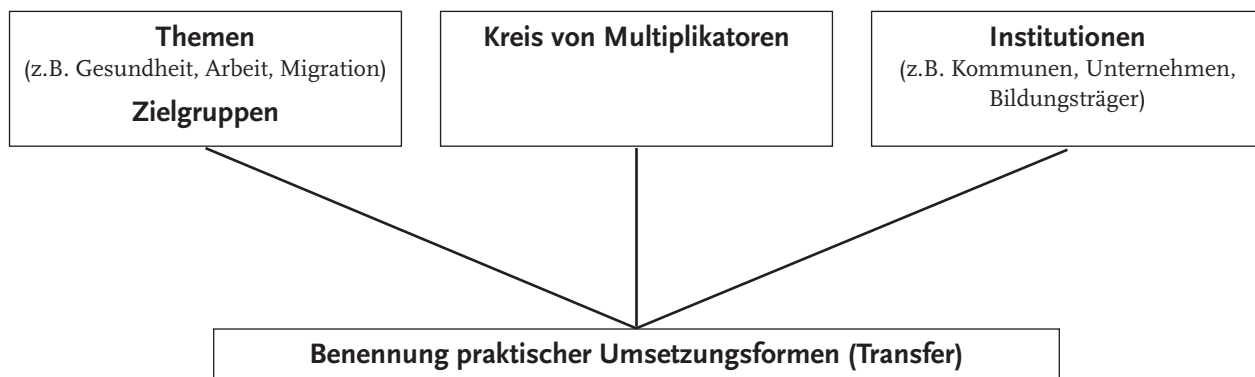 Themen
(z.B. Gesundheit, Arbeit, Migration)
Zielgruppen
Kreis von Multiplikatoren
Institutionen
(z.B. Kommunen, Unternehmen,
Bildungsträger)
Benennung praktischer Umsetzungsformen (Transfer)